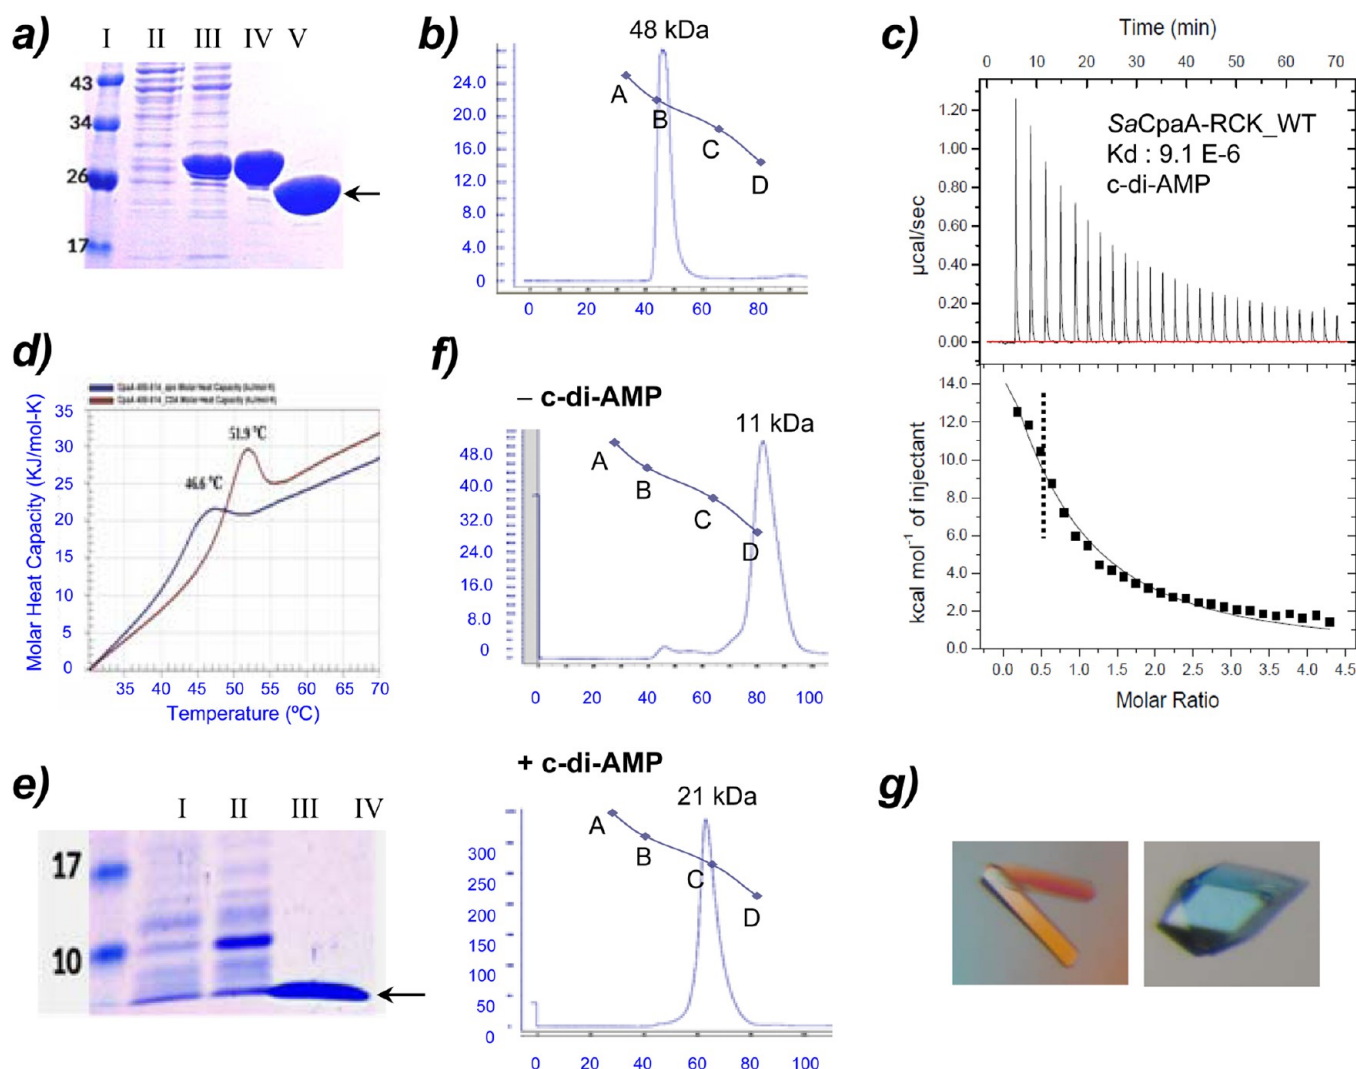 a) I II III IV V
43
34
26
17
b)
48 kDa
24.0
20.0
16.0
12.0
8.0
4.0
0
A
B
C
D
0 20 40 60 80
c)
Time (min)
0 10 20 30 40 50 60 70
SaCpaA-RCK_WT
Kd : 9.1 E-6
c-di-AMP
µcal/sec
1.20
1.00
0.80
0.60
0.40
0.20
0.00
kcal mol⁻¹ of injectant
14.0
12.0
10.0
8.0
6.0
4.0
2.0
0.0
0.0 0.5 1.0 1.5 2.0 2.5 3.0 3.5 4.0 4.5
Molar Ratio
d)
Molar Heat Capacity (KJ/mol-K)
35
30
25
20
15
10
5
0
51.9 °C
46.6 °C
35 40 45 50 55 60 65 70
Temperature (ºC)
e)
I II III IV
17
10
f)
– c-di-AMP
11 kDa
48.0
40.0
32.0
24.0
16.0
8.0
0
A
B
C
D
0 20 40 60 80 100
+ c-di-AMP
21 kDa
300
250
200
150
100
50
0
A
B
C
D
0 20 40 60 80 100
g)